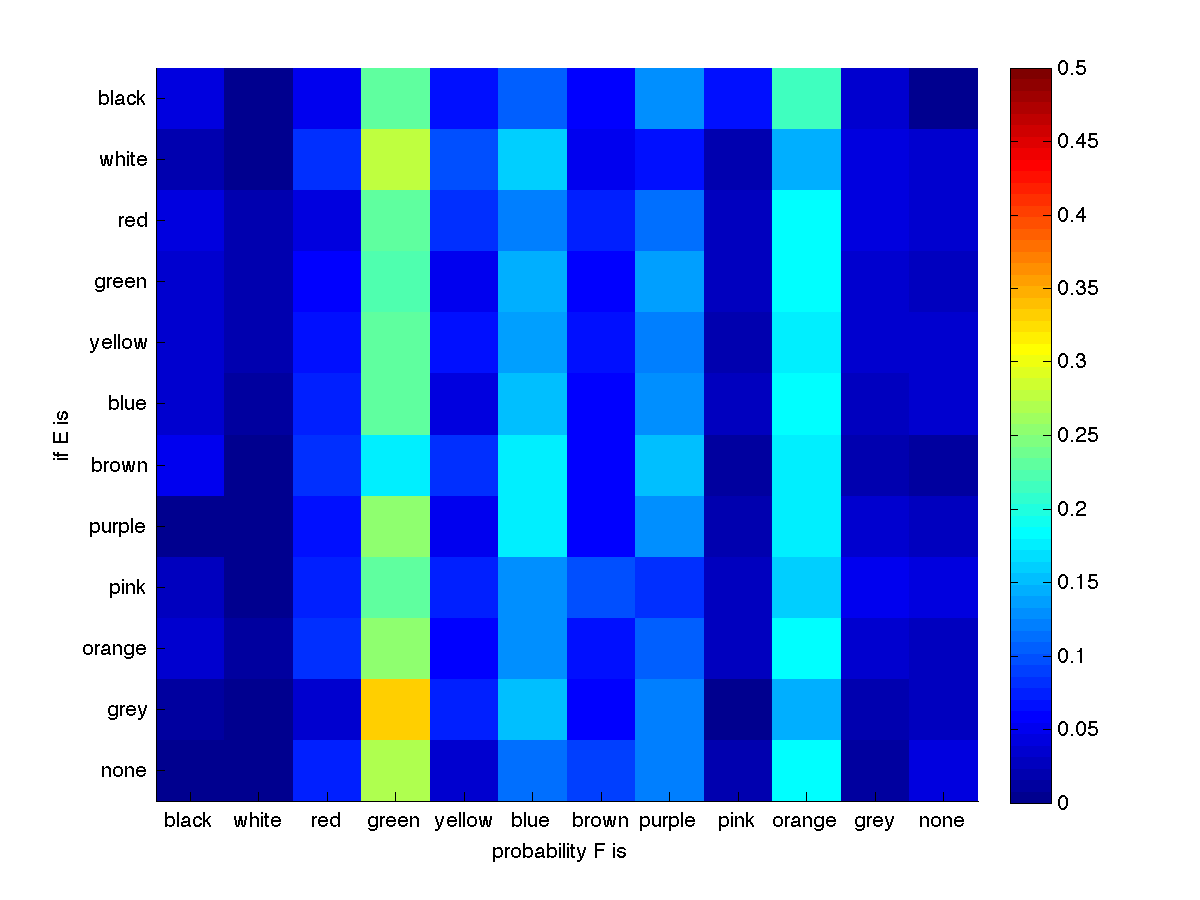 black
white
red
green
yellow
blue
brown
purple
pink
orange
grey
none
if E is
black white red green yellow blue brown purple pink orange grey none
probability F is
0.5
0.45
0.4
0.35
0.3
0.25
0.2
0.15
0.1
0.05
0